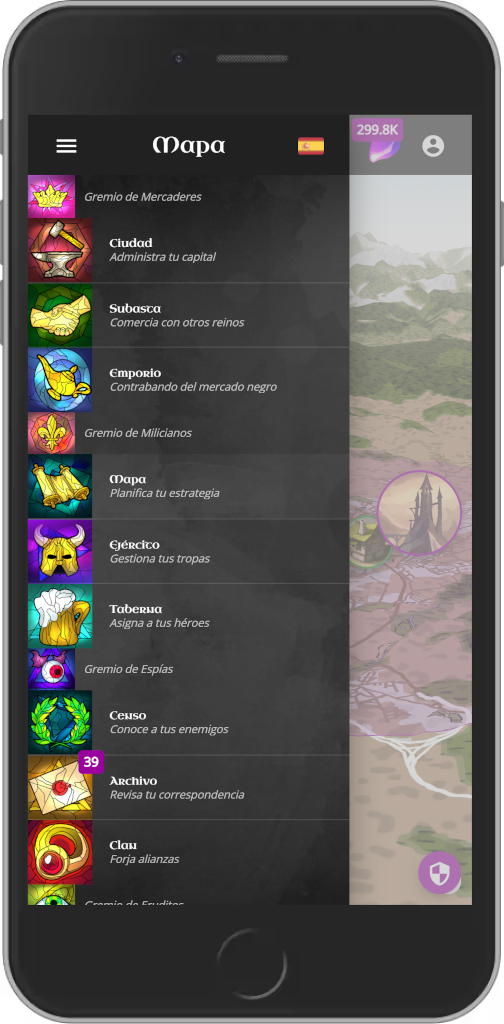 Mapa
299.8K
Gremio de Mercaderes
Ciudad
Administra tu capital
Subasta
Comercia con otros reinos
Emporio
Contrabando del mercado negro
Gremio de Milicianos
Mapa
Planifica tu estrategia
Ejército
Gestiona tus tropas
Taberna
Asigna a tus héroes
Gremio de Espías
Censo
Conoce a tus enemigos
39
Archivo
Revisa tu correspondencia
Clan
Forja alianzas
Gremio de Eruditos